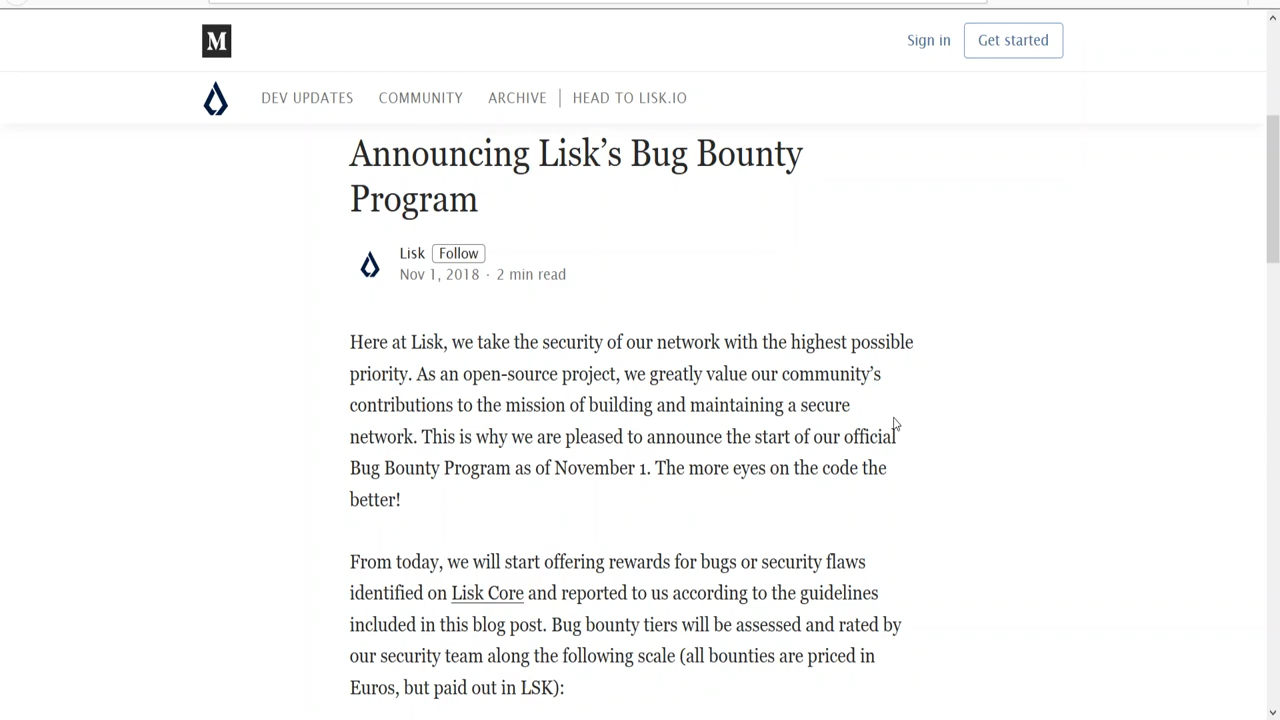 M
Sign in
Get started
DEV UPDATES
COMMUNITY
ARCHIVE
HEAD TO LISK.IO
Announcing Lisk’s Bug Bounty
Program
Lisk Follow
Nov 1, 2018 · 2 min read
Here at Lisk, we take the security of our network with the highest possible
priority. As an open-source project, we greatly value our community’s
contributions to the mission of building and maintaining a secure
network. This is why we are pleased to announce the start of our official
Bug Bounty Program as of November 1. The more eyes on the code the
better!
From today, we will start offering rewards for bugs or security flaws
identified on Lisk Core and reported to us according to the guidelines
included in this blog post. Bug bounty tiers will be assessed and rated by
our security team along the following scale (all bounties are priced in
Euros, but paid out in LSK):